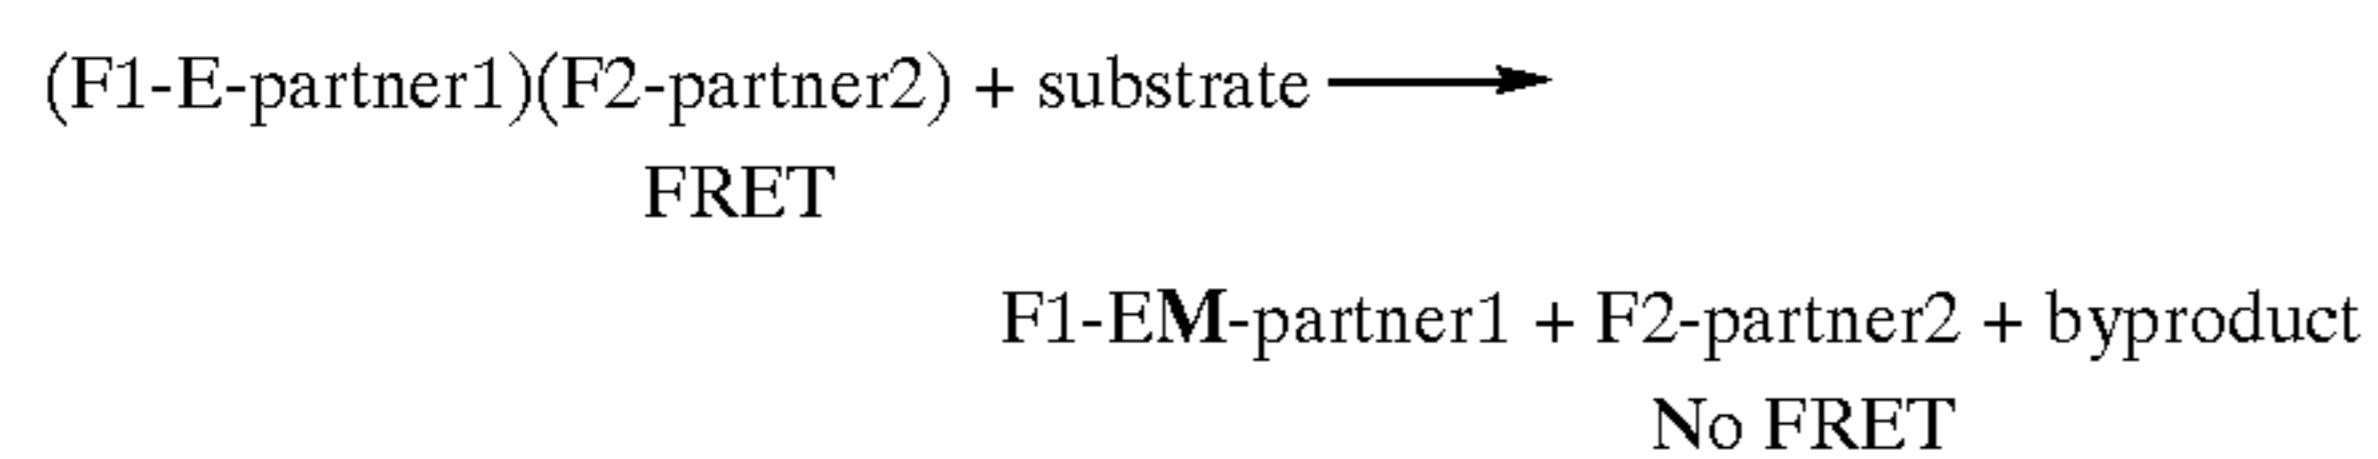 (F1-E-partner1)(F2-partner2) + substrate ⟶
FRET
F1-EM-partner1 + F2-partner2 + byproduct
No FRET